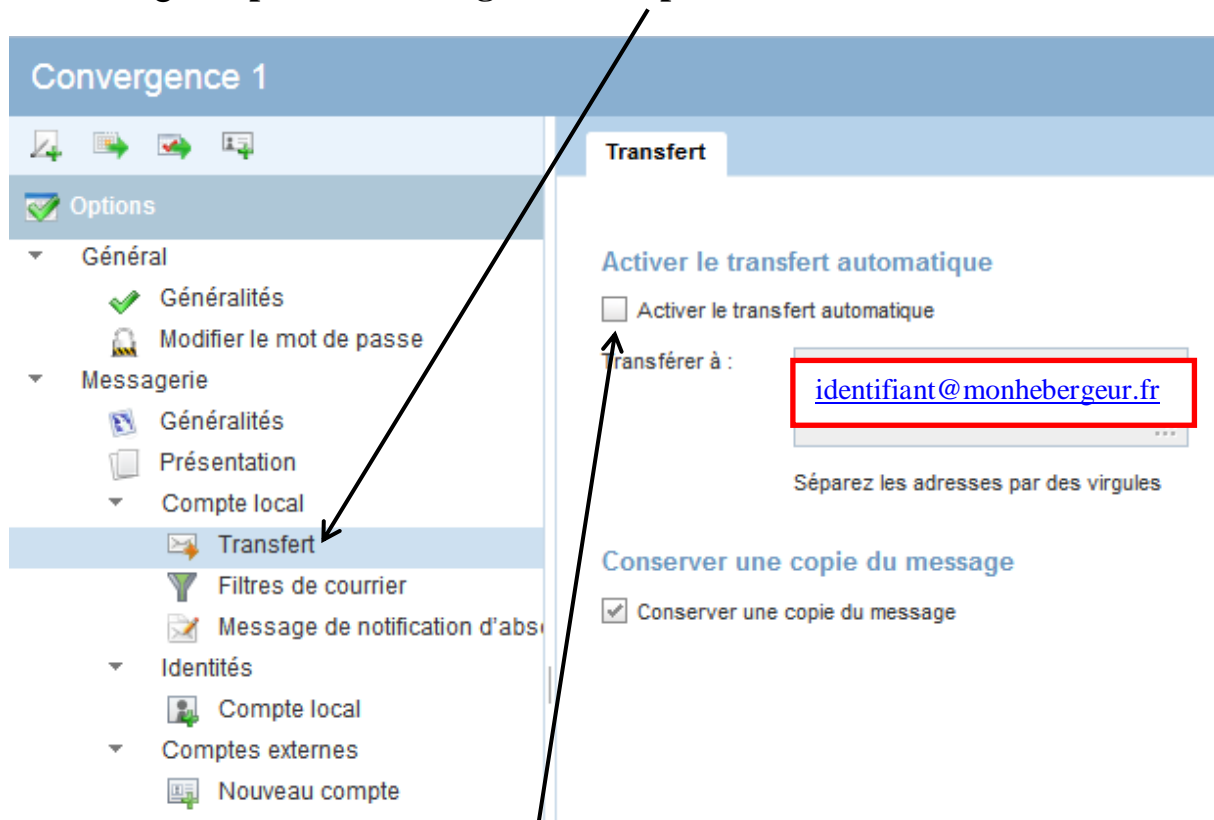 Convergence 1
Transfert
Options
Général
Généralités
Modifier le mot de passe
Messagerie
Généralités
Présentation
Compte local
Transfert
Filtres de courrier
Message de notification d'abs
Identités
Compte local
Comptes externes
Nouveau compte
Activer le transfert automatique
Activer le transfert automatique
Transférer à :
identifiant@monhebergeur.fr
...
Séparez les adresses par des virgules
Conserver une copie du message
Conserver une copie du message